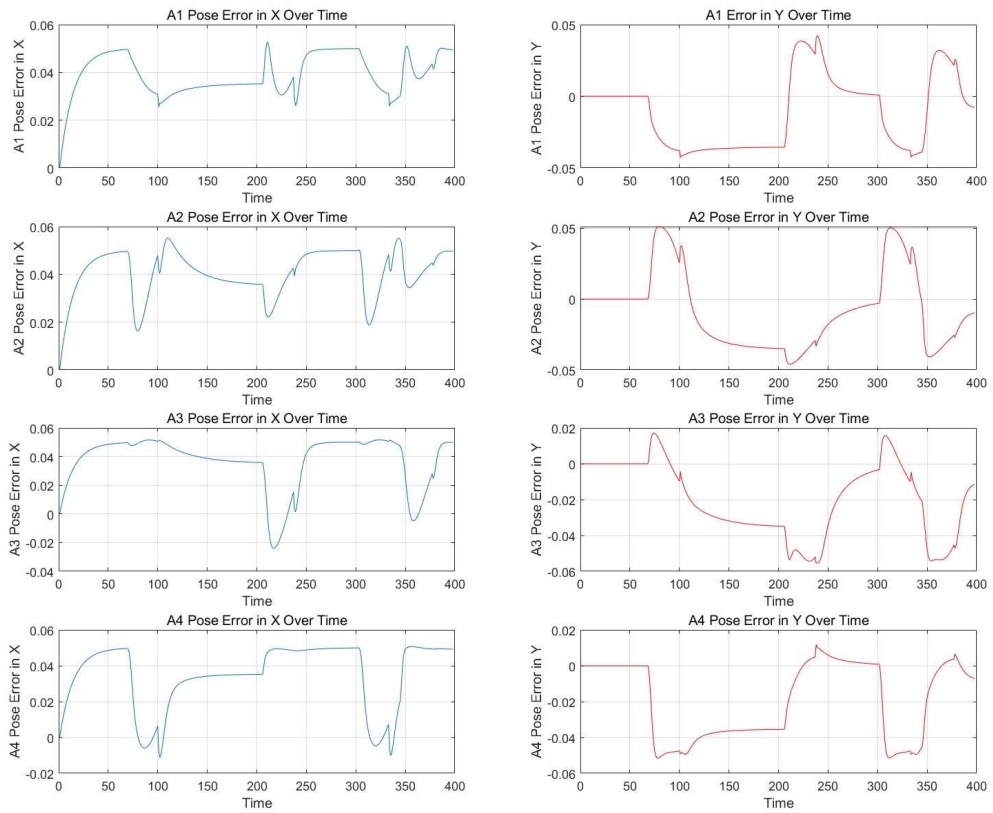 A1 Pose Error in X Over Time
A1 Pose Error in X
0.06
0.04
0.02
0
0 50 100 150 200 250 300 350 400
Time
A1 Error in Y Over Time
A1 Pose Error in Y
0.05
0
-0.05
0 50 100 150 200 250 300 350 400
Time
A2 Pose Error in X Over Time
A2 Pose Error in X
0.06
0.04
0.02
0
0 50 100 150 200 250 300 350 400
Time
A2 Pose Error in Y Over Time
A2 Pose Error in Y
0.05
0
-0.05
0 50 100 150 200 250 300 350 400
Time
A3 Pose Error in X Over Time
A3 Pose Error in X
0.06
0.04
0.02
0
-0.02
-0.04
0 50 100 150 200 250 300 350 400
Time
A3 Pose Error in Y Over Time
A3 Pose Error in Y
0.02
0
-0.02
-0.04
-0.06
0 50 100 150 200 250 300 350 400
Time
A4 Pose Error in X Over Time
A4 Pose Error in X
0.06
0.04
0.02
0
-0.02
0 50 100 150 200 250 300 350 400
Time
A4 Pose Error in Y Over Time
A4 Pose Error in Y
0.02
0
-0.02
-0.04
-0.06
0 50 100 150 200 250 300 350 400
Time